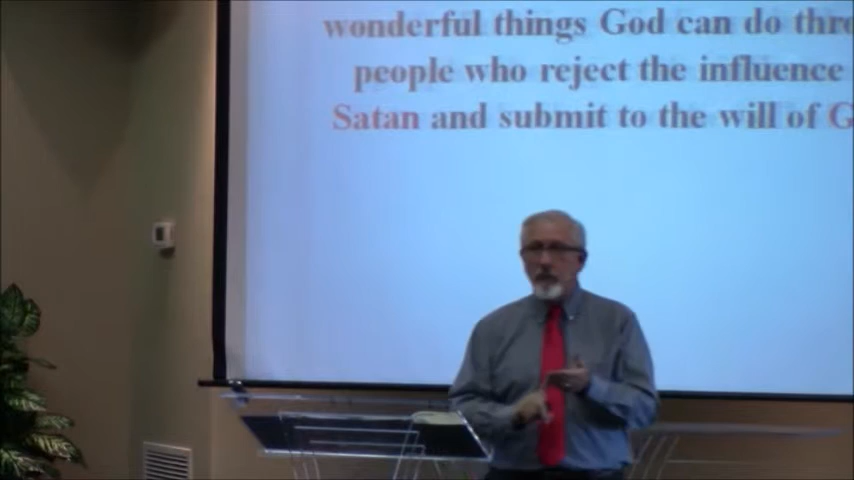 wonderful things God can do thro
people who reject the influence
Satan and submit to the will of G